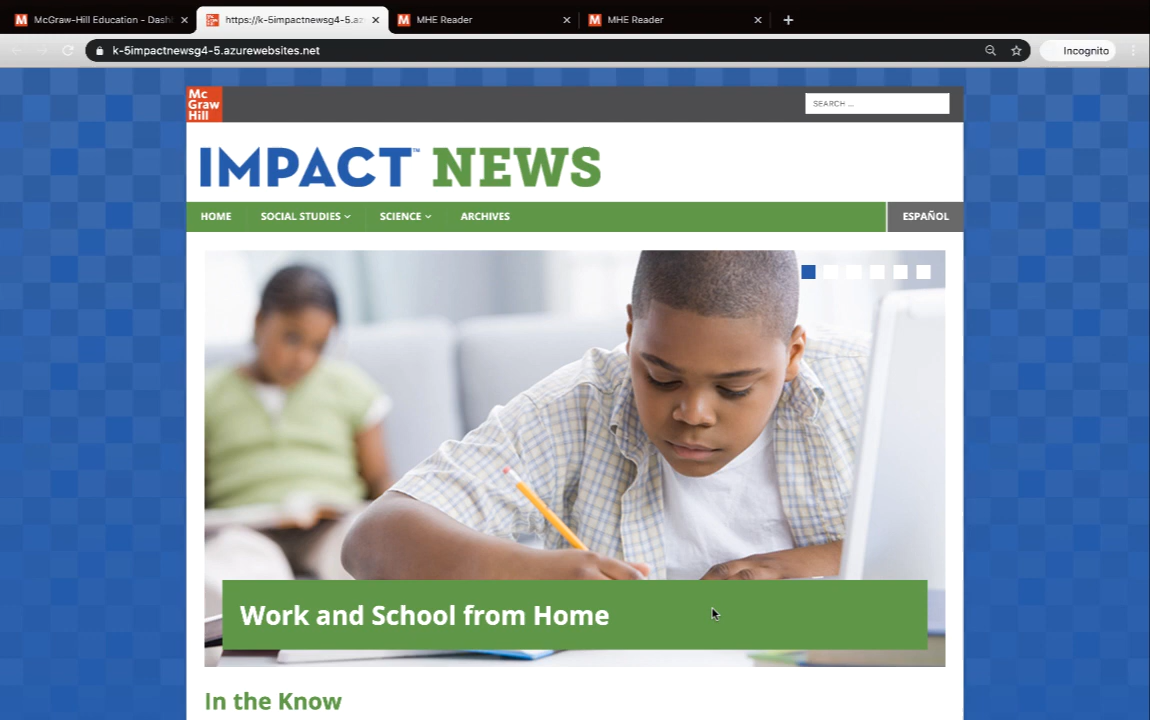 McGraw-Hill Education - Dash
https://k-5impactnewsg4-5.az
MHE Reader
MHE Reader
k-5impactnewsg4-5.azurewebsites.net
Incognito
Mc
Graw
Hill
SEARCH ...
IMPACT™ NEWS
HOME
SOCIAL STUDIES
SCIENCE
ARCHIVES
ESPAÑOL
Work and School from Home
In the Know